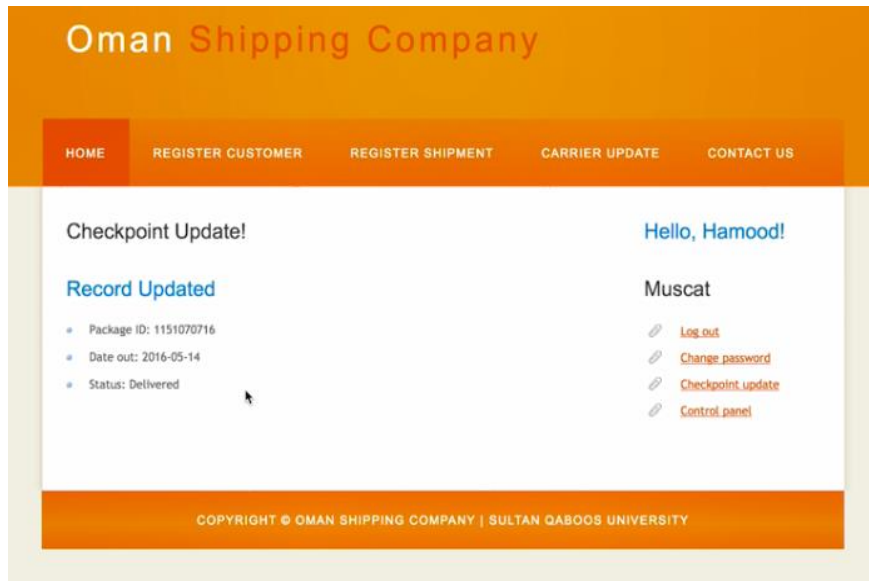 Oman Shipping Company
HOME REGISTER CUSTOMER REGISTER SHIPMENT CARRIER UPDATE CONTACT US
Checkpoint Update!
Record Updated
Package ID: 1151070716
Date out: 2016-05-14
Status: Delivered
Hello, Hamood!
Muscat
Log out
Change password
Checkpoint update
Control panel
COPYRIGHT © OMAN SHIPPING COMPANY | SULTAN QABOOS UNIVERSITY